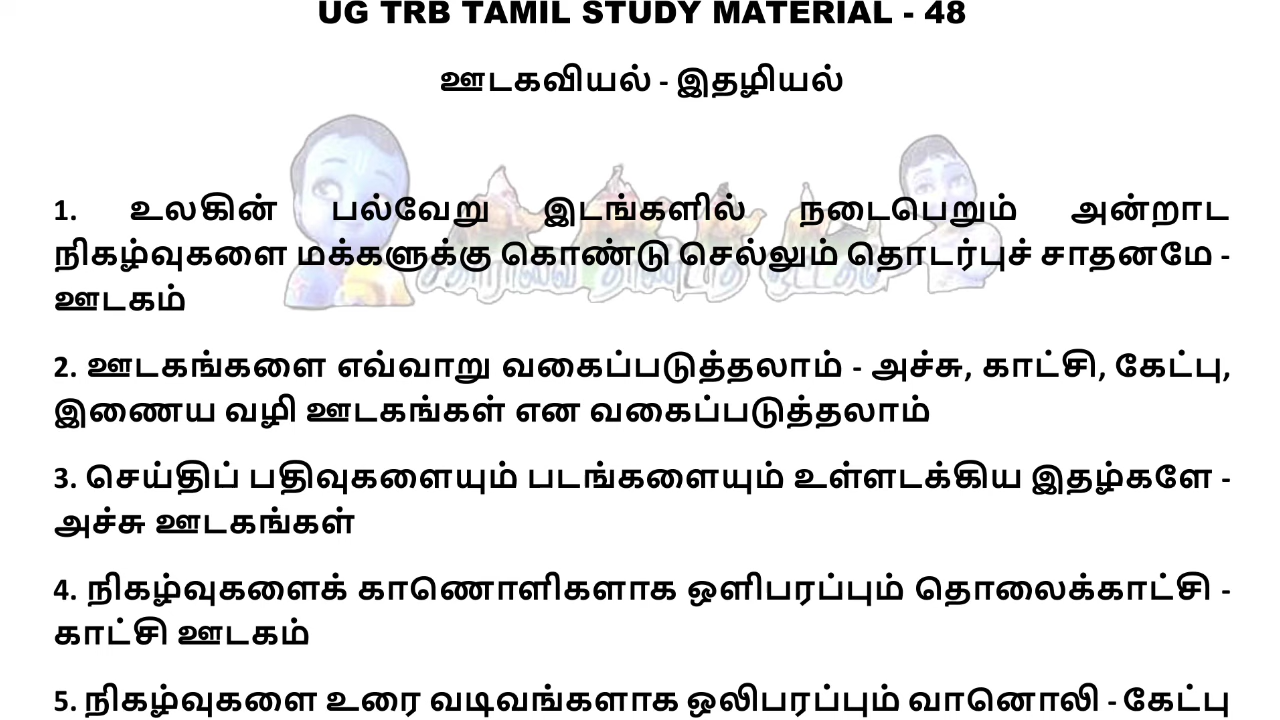 UG TRB TAMIL STUDY MATERIAL - 48
ஊடகவியல் - இதழியல்
1. உலகின் பல்வேறு இடங்களில் நடைபெறும் அன்றாட
நிகழ்வுகளை மக்களுக்கு கொண்டு செல்லும் தொடர்புச் சாதனமே -
ஊடகம்
2. ஊடகங்களை எவ்வாறு வகைப்படுத்தலாம் - அச்சு, காட்சி, கேட்பு,
இணைய வழி ஊடகங்கள் என வகைப்படுத்தலாம்
3. செய்திப் பதிவுகளையும் படங்களையும் உள்ளடக்கிய இதழ்களே -
அச்சு ஊடகங்கள்
4. நிகழ்வுகளைக் காணொளிகளாக ஒளிபரப்பும் தொலைக்காட்சி -
காட்சி ஊடகம்
5. நிகழ்வுகளை உரை வடிவங்களாக ஒலிபரப்பும் வானொலி - கேட்பு